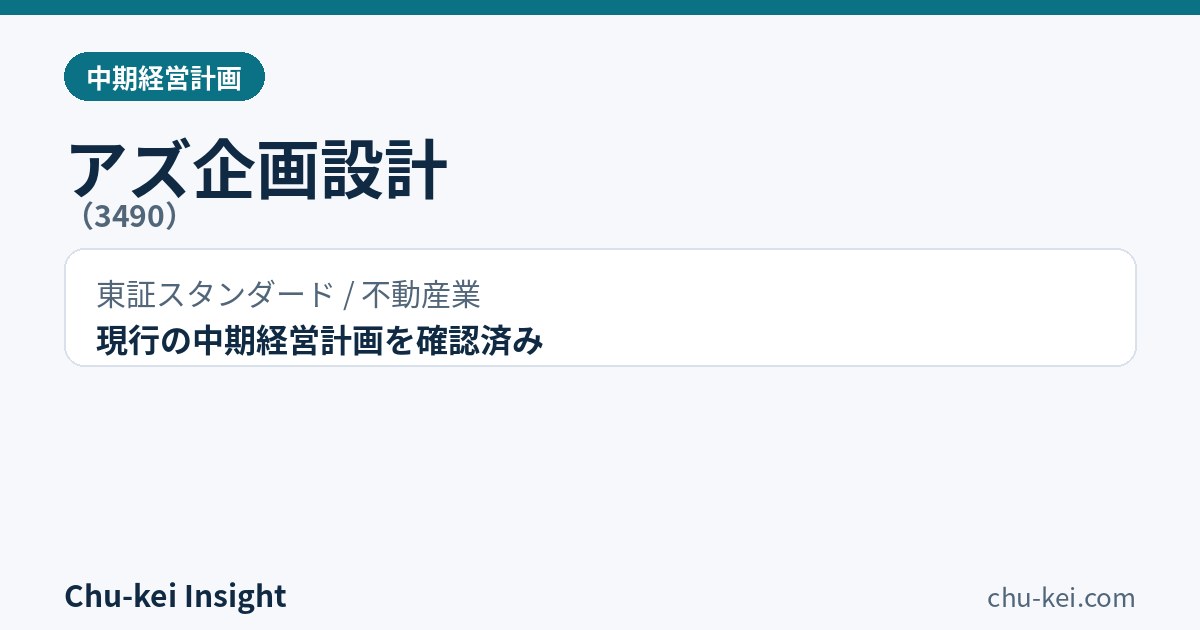 中期経営計画
アズ企画設計
（3490）
東証スタンダード / 不動産業
現行の中期経営計画を確認済み
Chu-kei Insight
chu-kei.com